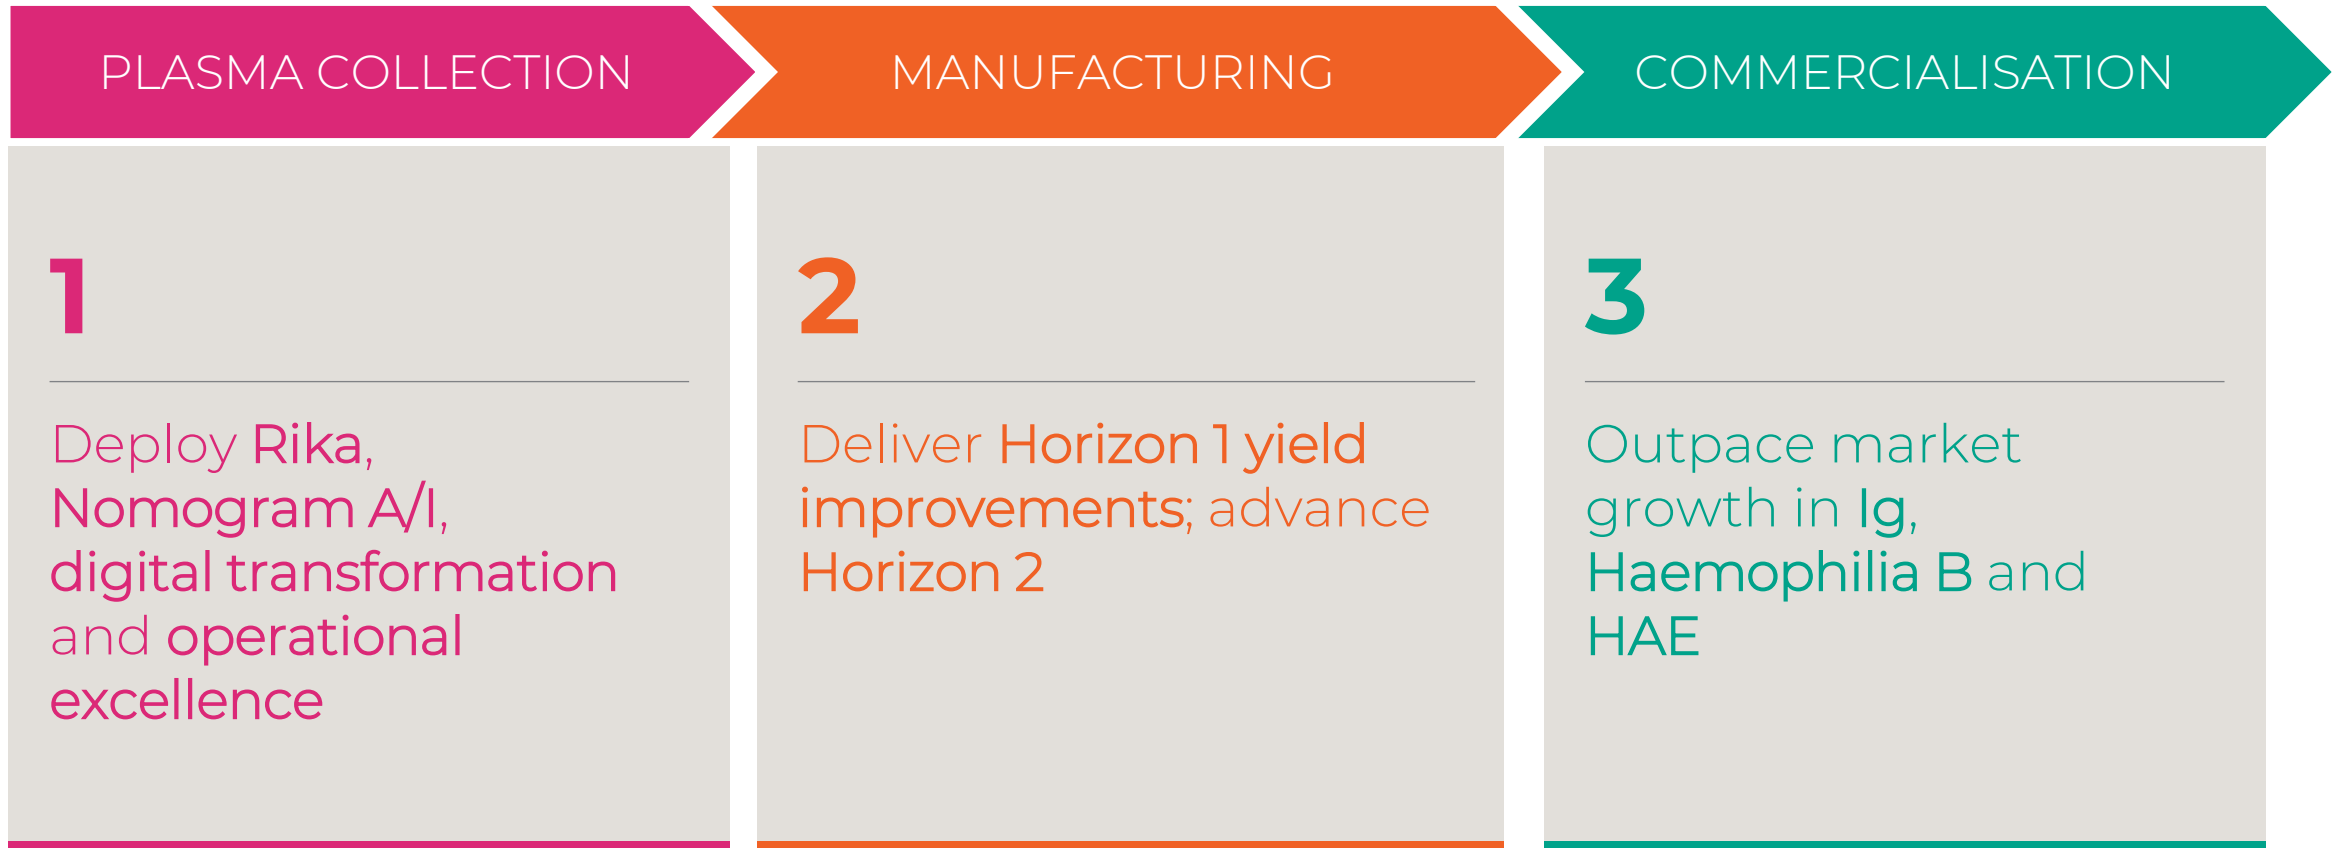 PLASMA COLLECTION
MANUFACTURING
COMMERCIALISATION
1
Deploy Rika,
Nomogram A/I,
digital transformation
and operational
excellence
2
Deliver Horizon 1 yield
improvements; advance
Horizon 2
3
Outpace market
growth in Ig,
Haemophilia B and
HAE